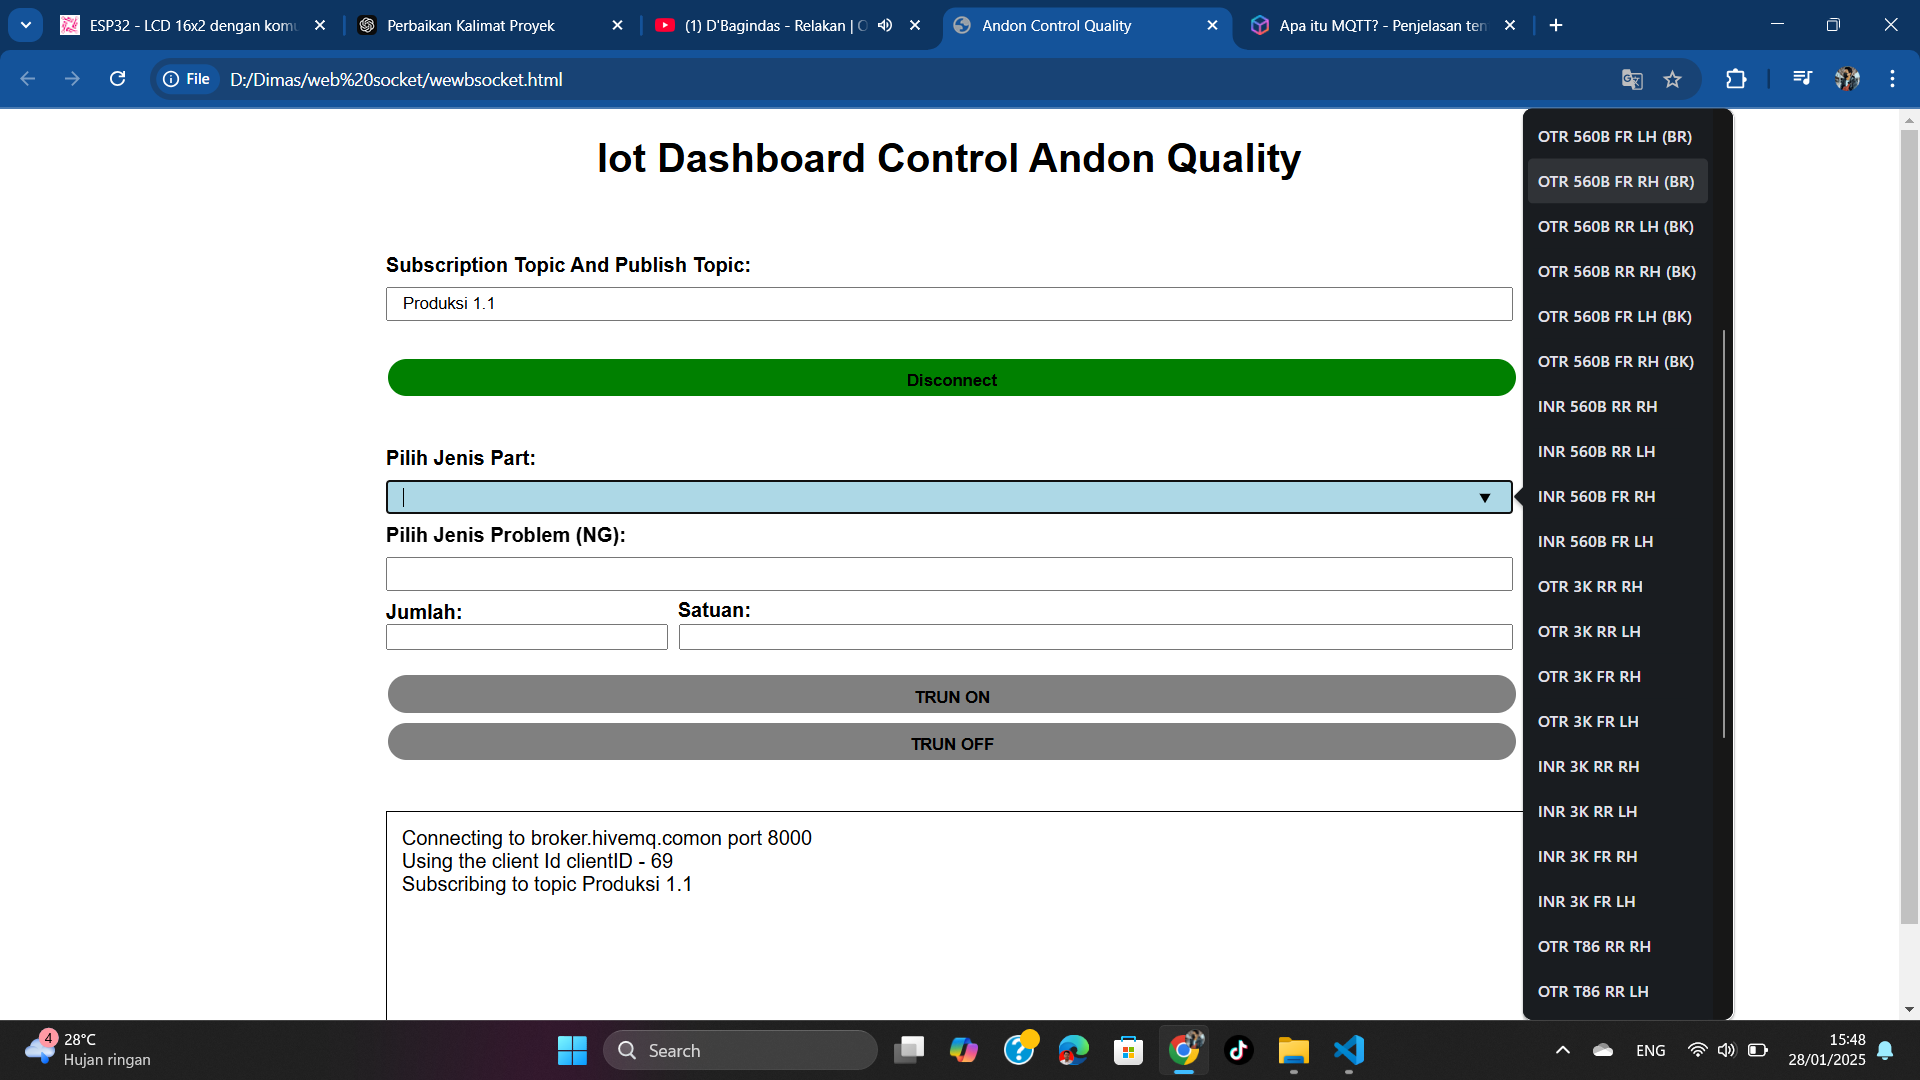 ESP32 - LCD 16x2 dengan komu
Perbaikan Kalimat Proyek
(1) D'Bagindas - Relakan | O
Andon Control Quality
Apa itu MQTT? - Penjelasan ten
File
D:/Dimas/web%20socket/wewbsocket.html
Iot Dashboard Control Andon Quality
Subscription Topic And Publish Topic:
Produksi 1.1
Disconnect
Pilih Jenis Part:
Pilih Jenis Problem (NG):
Jumlah:
Satuan:
TRUN ON
TRUN OFF
Connecting to broker.hivemq.comon port 8000
Using the client Id clientID - 69
Subscribing to topic Produksi 1.1
OTR 560B FR LH (BR)
OTR 560B FR RH (BR)
OTR 560B RR LH (BK)
OTR 560B RR RH (BK)
OTR 560B FR LH (BK)
OTR 560B FR RH (BK)
INR 560B RR RH
INR 560B RR LH
INR 560B FR RH
INR 560B FR LH
OTR 3K RR RH
OTR 3K RR LH
OTR 3K FR RH
OTR 3K FR LH
INR 3K RR RH
INR 3K RR LH
INR 3K FR RH
INR 3K FR LH
OTR T86 RR RH
OTR T86 RR LH
4
28°C
Hujan ringan
Search
ENG
15:48
28/01/2025